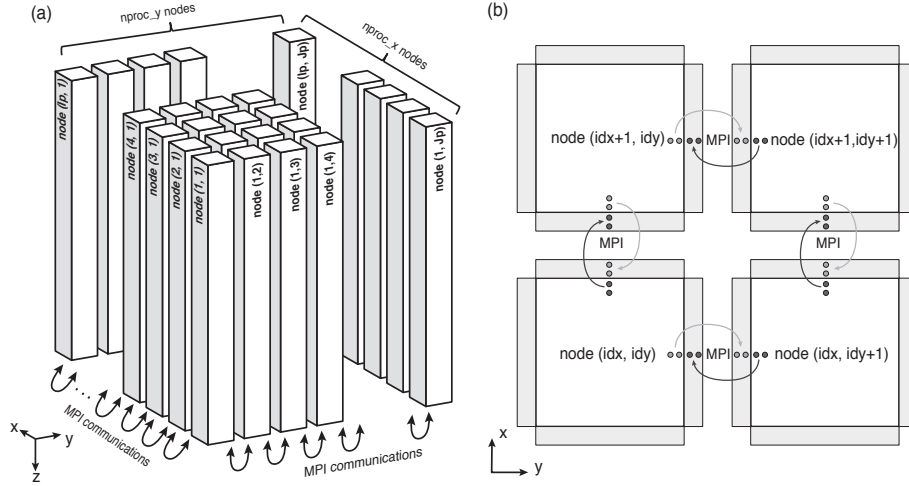 (a)
nproc_y nodes
nproc_x nodes
node (Ip, 1)
node (Ip, Jp)
node (4, 1)
node (3, 1)
node (2, 1)
node (1, 1)
node (1,2)
node (1,3)
node (1,4)
node (1, Jp)
...
MPI communications
MPI communications
x
y
z
(b)
node (idx+1, idy)
MPI
node (idx+1,idy+1)
MPI
MPI
node (idx, idy)
MPI
node (idx, idy+1)
x
y